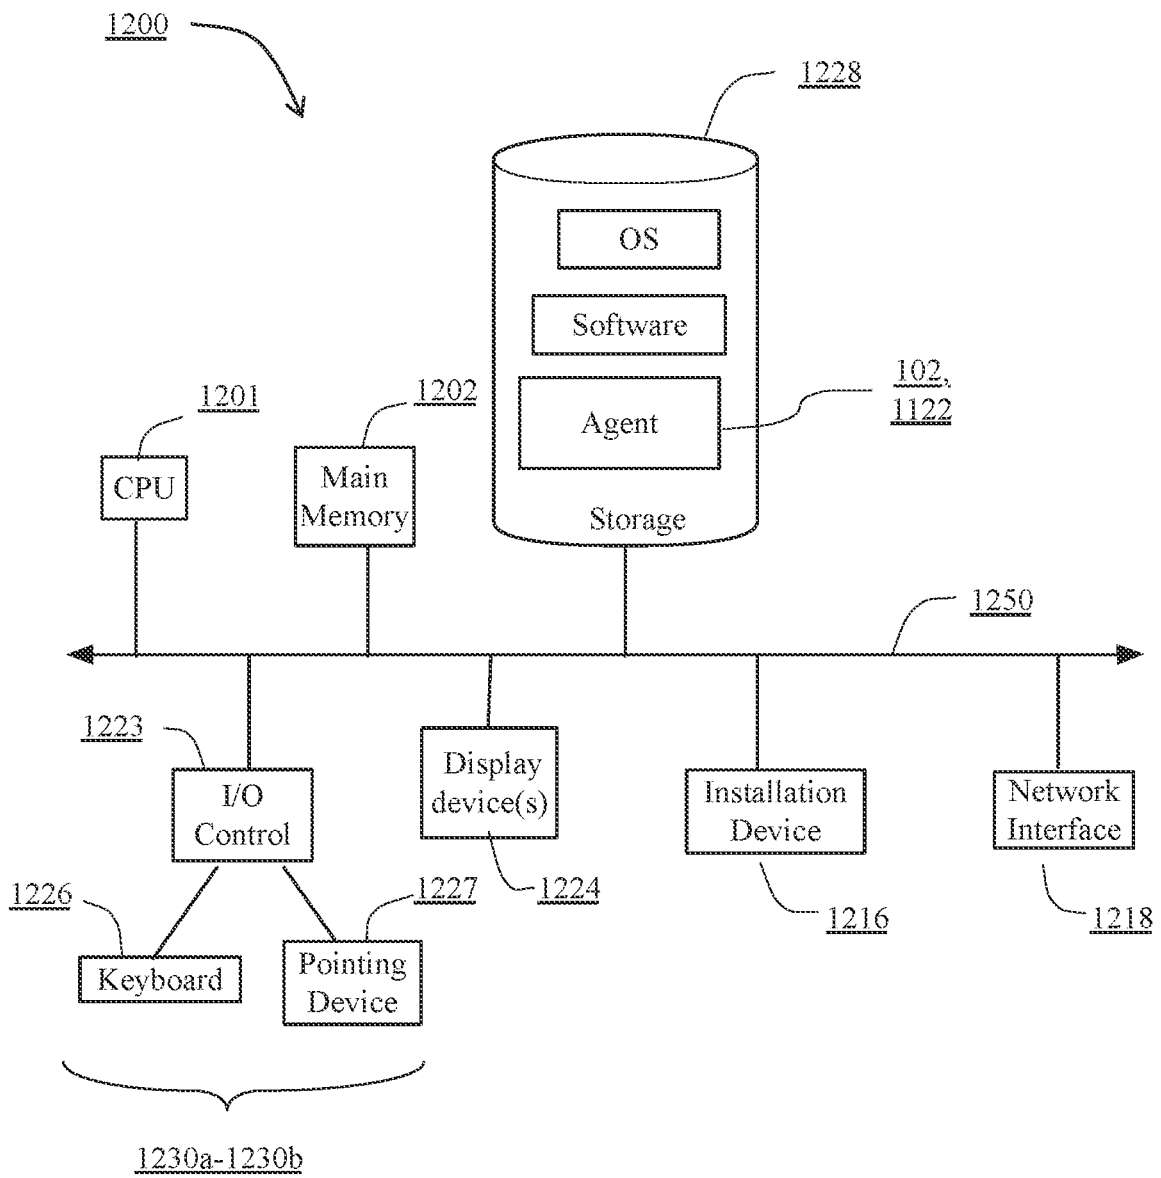 1200
1228
OS
Software
Agent
Storage
102,
1122
1201
CPU
1202
Main
Memory
1250
1223
I/O
Control
Display
device(s)
1224
Installation
Device
1216
Network
Interface
1218
1226
Keyboard
1227
Pointing
Device
1230a-1230b